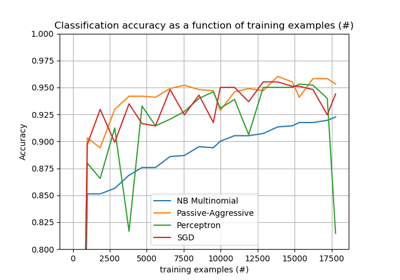 Classification accuracy as a function of training examples (#)
1.000
0.975
0.950
0.925
0.900
0.875
0.850
0.825
0.800
Accuracy
NB Multinomial
Passive-Aggressive
Perceptron
SGD
0 2500 5000 7500 10000 12500 15000 17500
training examples (#)